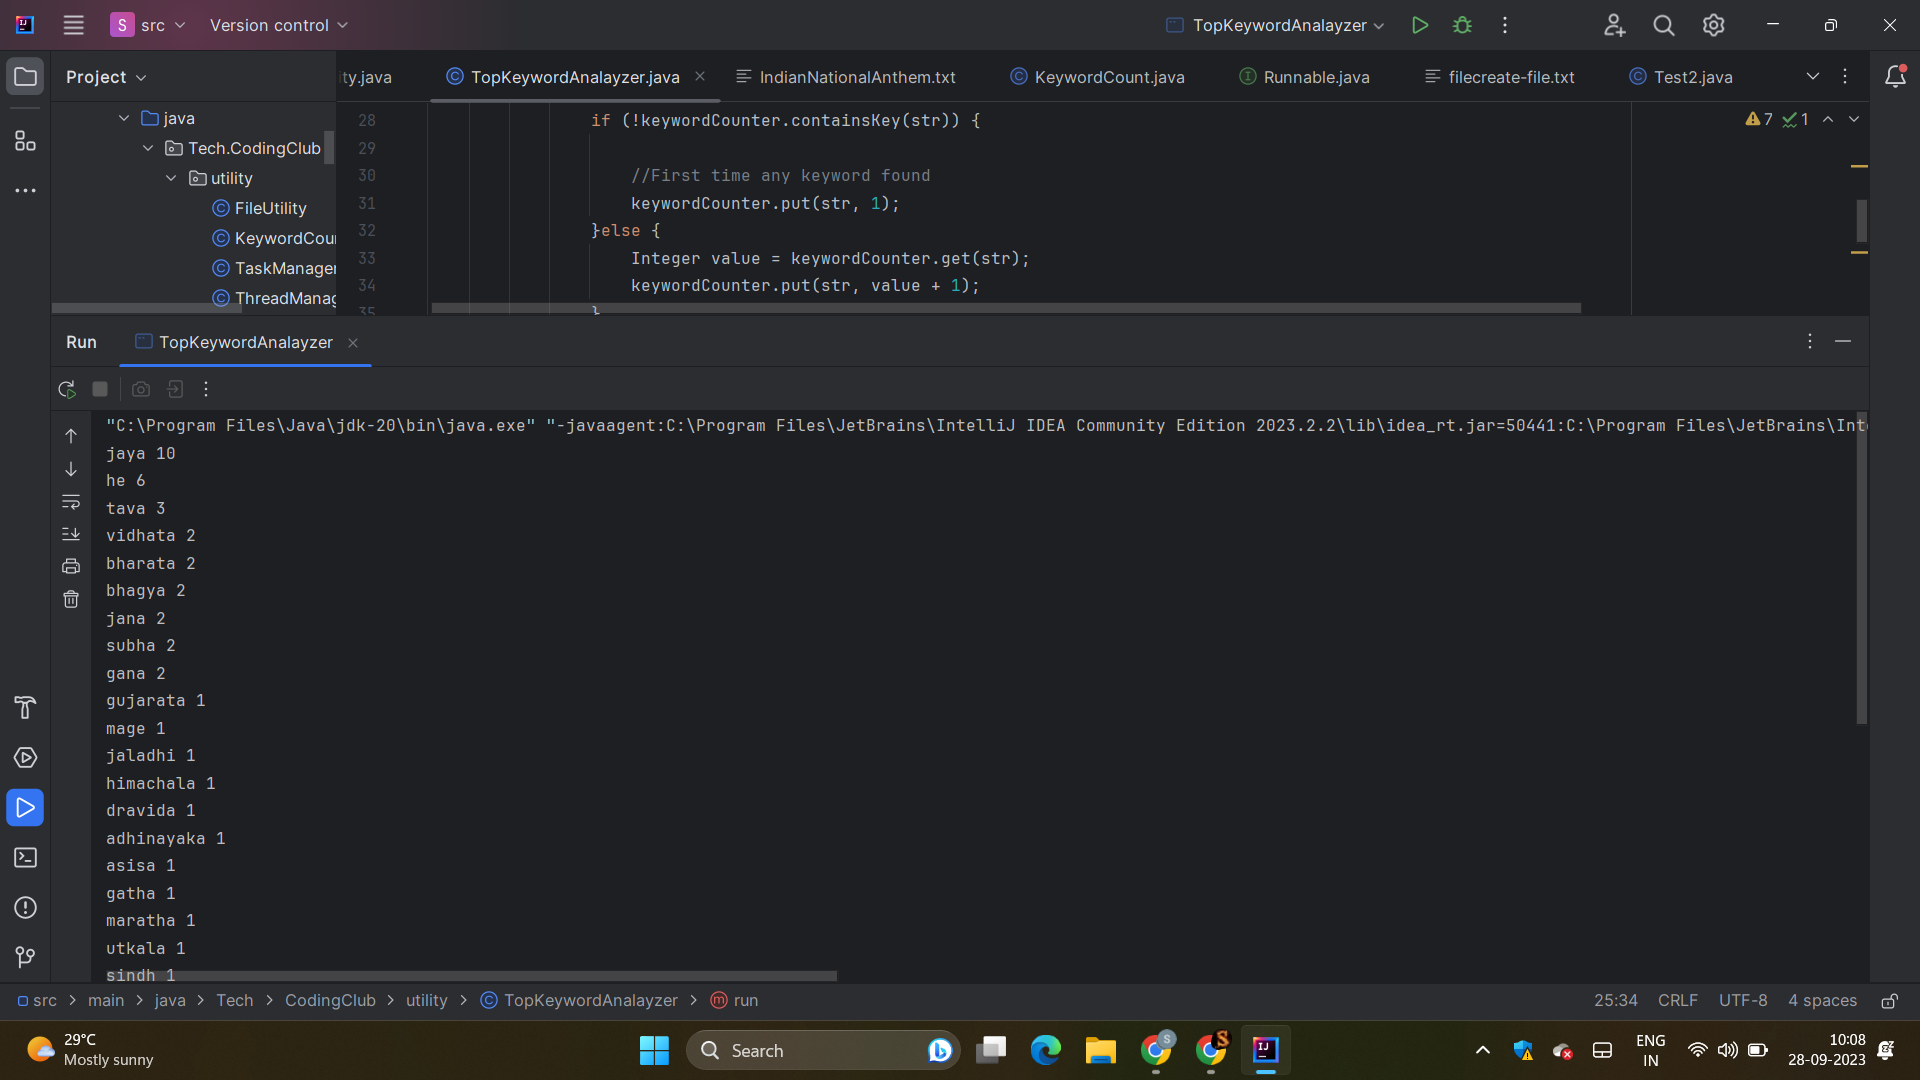 S src Version control TopKeywordAnalayzer
Project
ity.java TopKeywordAnalayzer.java IndianNationalAnthem.txt KeywordCount.java Runnable.java filecreate-file.txt Test2.java
java
Tech.CodingClub
utility
FileUtility
KeywordCou
TaskManager
ThreadManag
7 1
28 if (!keywordCounter.containsKey(str)) {
29
30 //First time any keyword found
31 keywordCounter.put(str, 1);
32 }else {
33 Integer value = keywordCounter.get(str);
34 keywordCounter.put(str, value + 1);
35 }
Run TopKeywordAnalayzer
"C:\Program Files\Java\jdk-20\bin\java.exe" "-javaagent:C:\Program Files\JetBrains\IntelliJ IDEA Community Edition 2023.2.2\lib\idea_rt.jar=50441:C:\Program Files\JetBrains\Inte
jaya 10
he 6
tava 3
vidhata 2
bharata 2
bhagya 2
jana 2
subha 2
gana 2
gujarata 1
mage 1
jaladhi 1
himachala 1
dravida 1
adhinayaka 1
asisa 1
gatha 1
maratha 1
utkala 1
sindh 1
src > main > java > Tech > CodingClub > utility > TopKeywordAnalayzer > run 25:34 CRLF UTF-8 4 spaces
29°C
Mostly sunny
Search
ENG
IN
10:08
28-09-2023